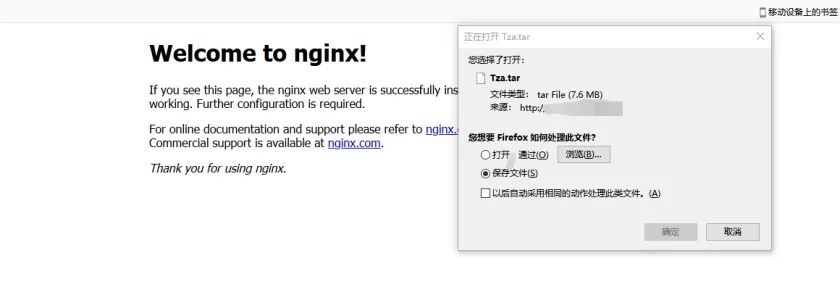 移动设备上的书签
Welcome to nginx!
If you see this page, the nginx web server is successfully ins
working. Further configuration is required.
For online documentation and support please refer to nginx.
Commercial support is available at nginx.com.
Thank you for using nginx.
正在打开 Tza.tar
您选择了打开:
Tza.tar
文件类型: tar File (7.6 MB)
来源: http:/
您想要 Firefox 如何处理此文件?
打开,通过(O) 浏览(B)...
保存文件(S)
以后自动采用相同的动作处理此类文件。(A)
确定 取消